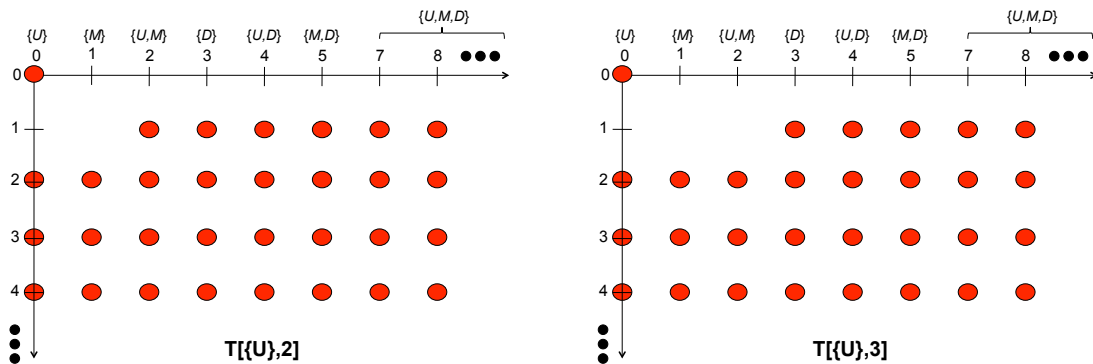 {U,M,D}
{U} {M} {U,M} {D} {U,D} {M,D}
0 1 2 3 4 5 7 8
0
1
2
3
4
T[{U},2]
{U,M,D}
{U} {M} {U,M} {D} {U,D} {M,D}
0 1 2 3 4 5 7 8
0
1
2
3
4
T[{U},3]